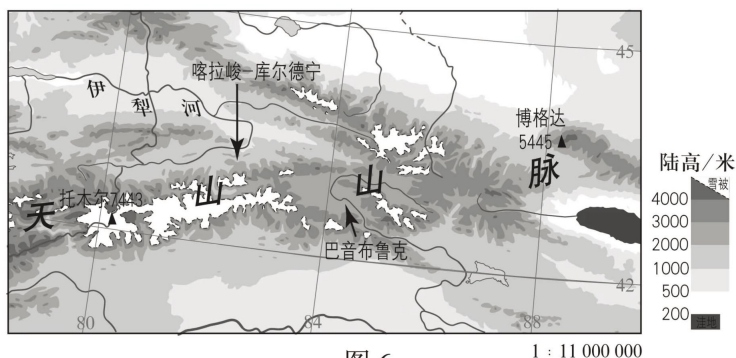 45
喀拉峻-库尔德宁
伊犁河
博格达
5445
天山山脉
托木尔7443
巴音布鲁克
42
80
84
88
陆高/米
雪被
4000
3000
2000
1000
500
200
洼地
图6
1：11 000 000